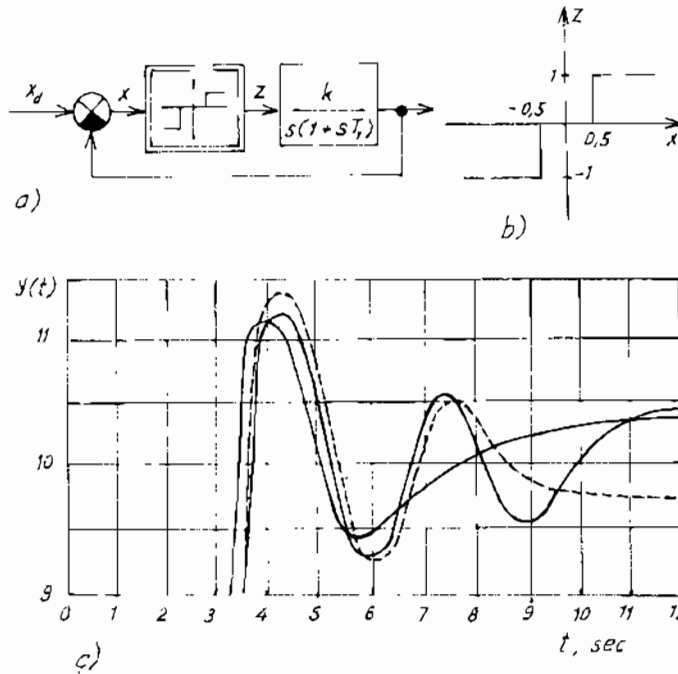 x_d
x
z
k
s(1 + sT_1)
a)
z
1
-0,5
0,5
x
-1
b)
y(t)
11
10
9
0 1 2 3 4 5 6 7 8 9 10 11 12
t, sec
c)